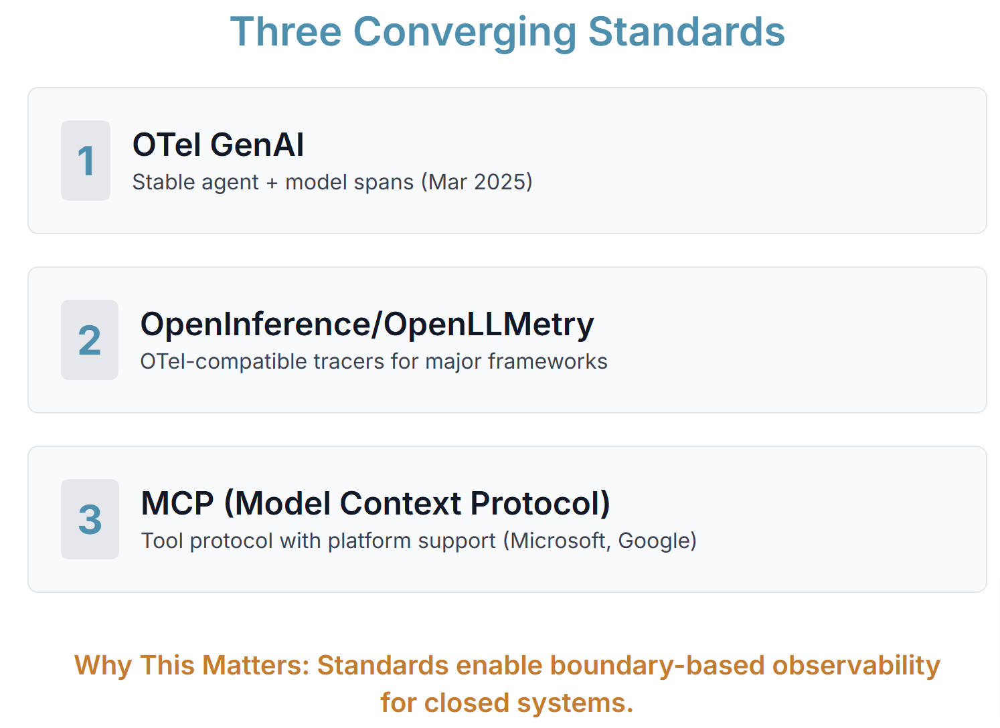 Three Converging Standards
1
OTel GenAI
Stable agent + model spans (Mar 2025)
2
OpenInference/OpenLLMetry
OTel-compatible tracers for major frameworks
3
MCP (Model Context Protocol)
Tool protocol with platform support (Microsoft, Google)
Why This Matters: Standards enable boundary-based observability
for closed systems.